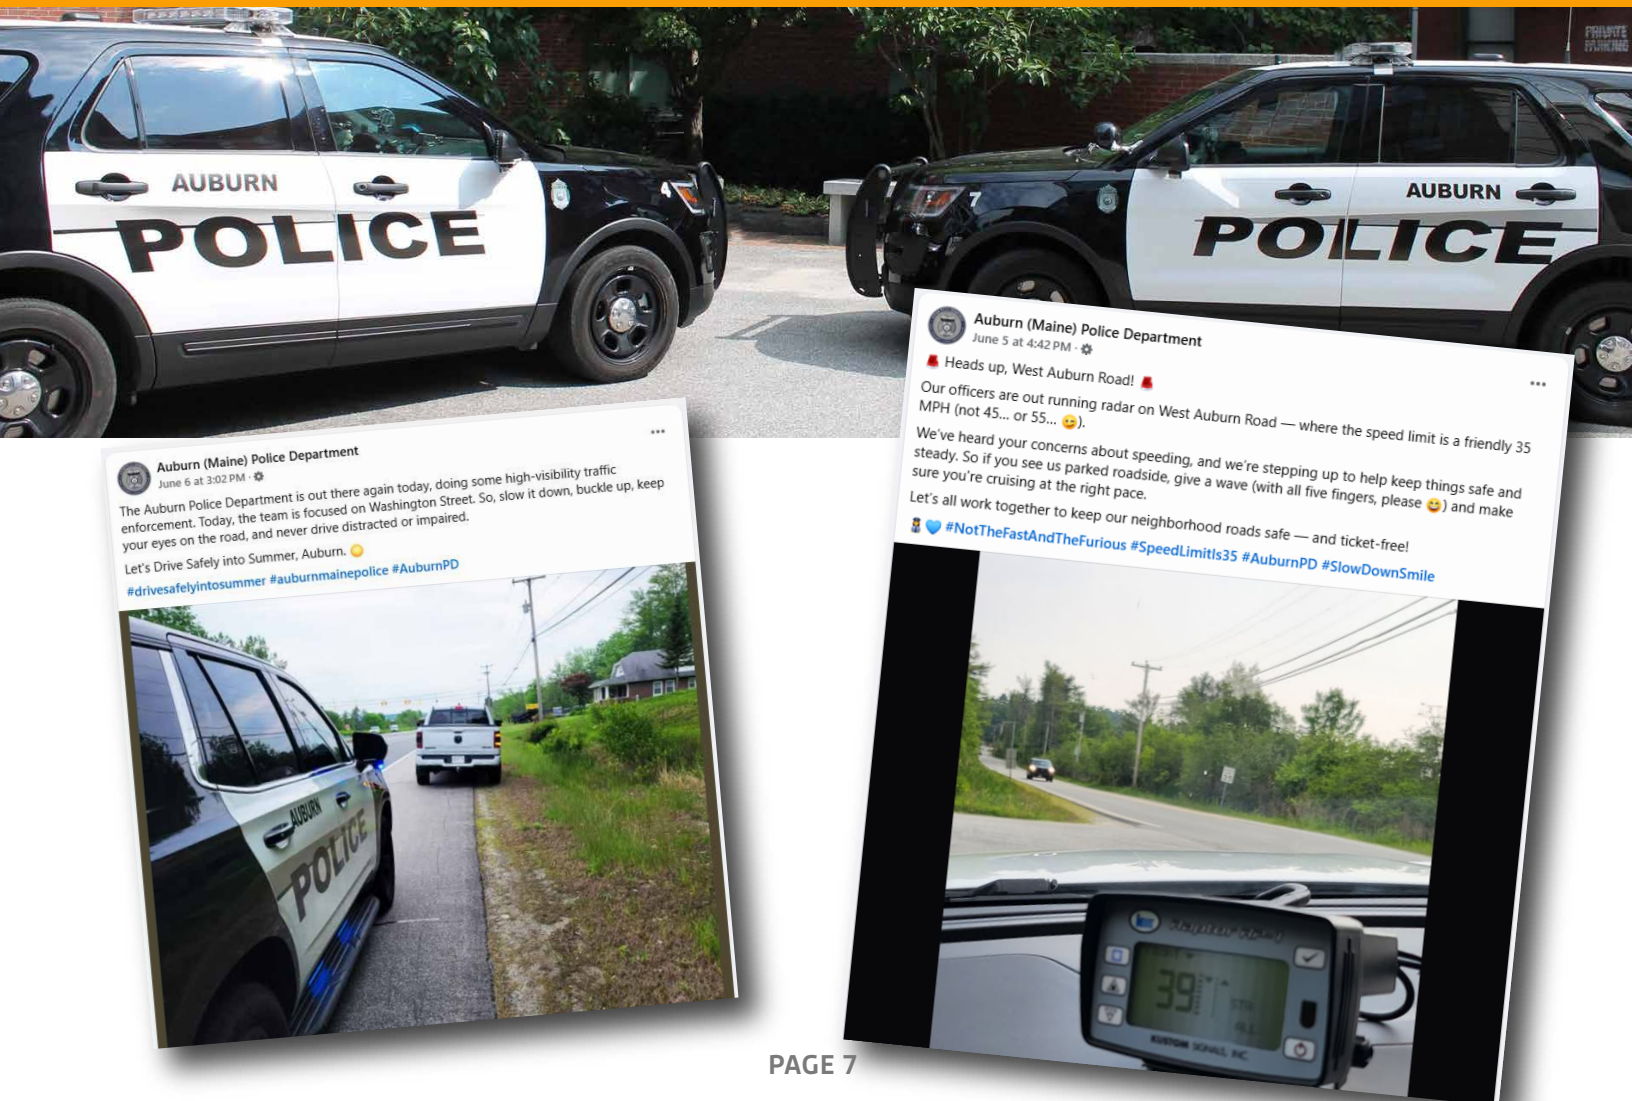 PRIVATE
PARKING
AUBURN
POLICE
4
7
AUBURN
POLICE
Auburn (Maine) Police Department
June 6 at 3:02 PM ·
The Auburn Police Department is out there again today, doing some high-visibility traffic
enforcement. Today, the team is focused on Washington Street. So, slow it down, buckle up, keep
your eyes on the road, and never drive distracted or impaired.
Let's Drive Safely into Summer, Auburn. 🌞
#drivesafelyintosummer #auburnmainepolice #AuburnPD
AUBURN
POLICE
Auburn (Maine) Police Department
June 5 at 4:42 PM ·
🚨 Heads up, West Auburn Road! 🚨
Our officers are out running radar on West Auburn Road — where the speed limit is a friendly 35
MPH (not 45... or 55... 😉).
We've heard your concerns about speeding, and we're stepping up to help keep things safe and
steady. So if you see us parked roadside, give a wave (with all five fingers, please 😄) and make
sure you're cruising at the right pace.
Let's all work together to keep our neighborhood roads safe — and ticket-free!
👮💙 #NotTheFastAndTheFurious #SpeedLimitIs35 #AuburnPD #SlowDownSmile
Raptor RP-1
39
KUSTOM SIGNALS, INC.
PAGE 7